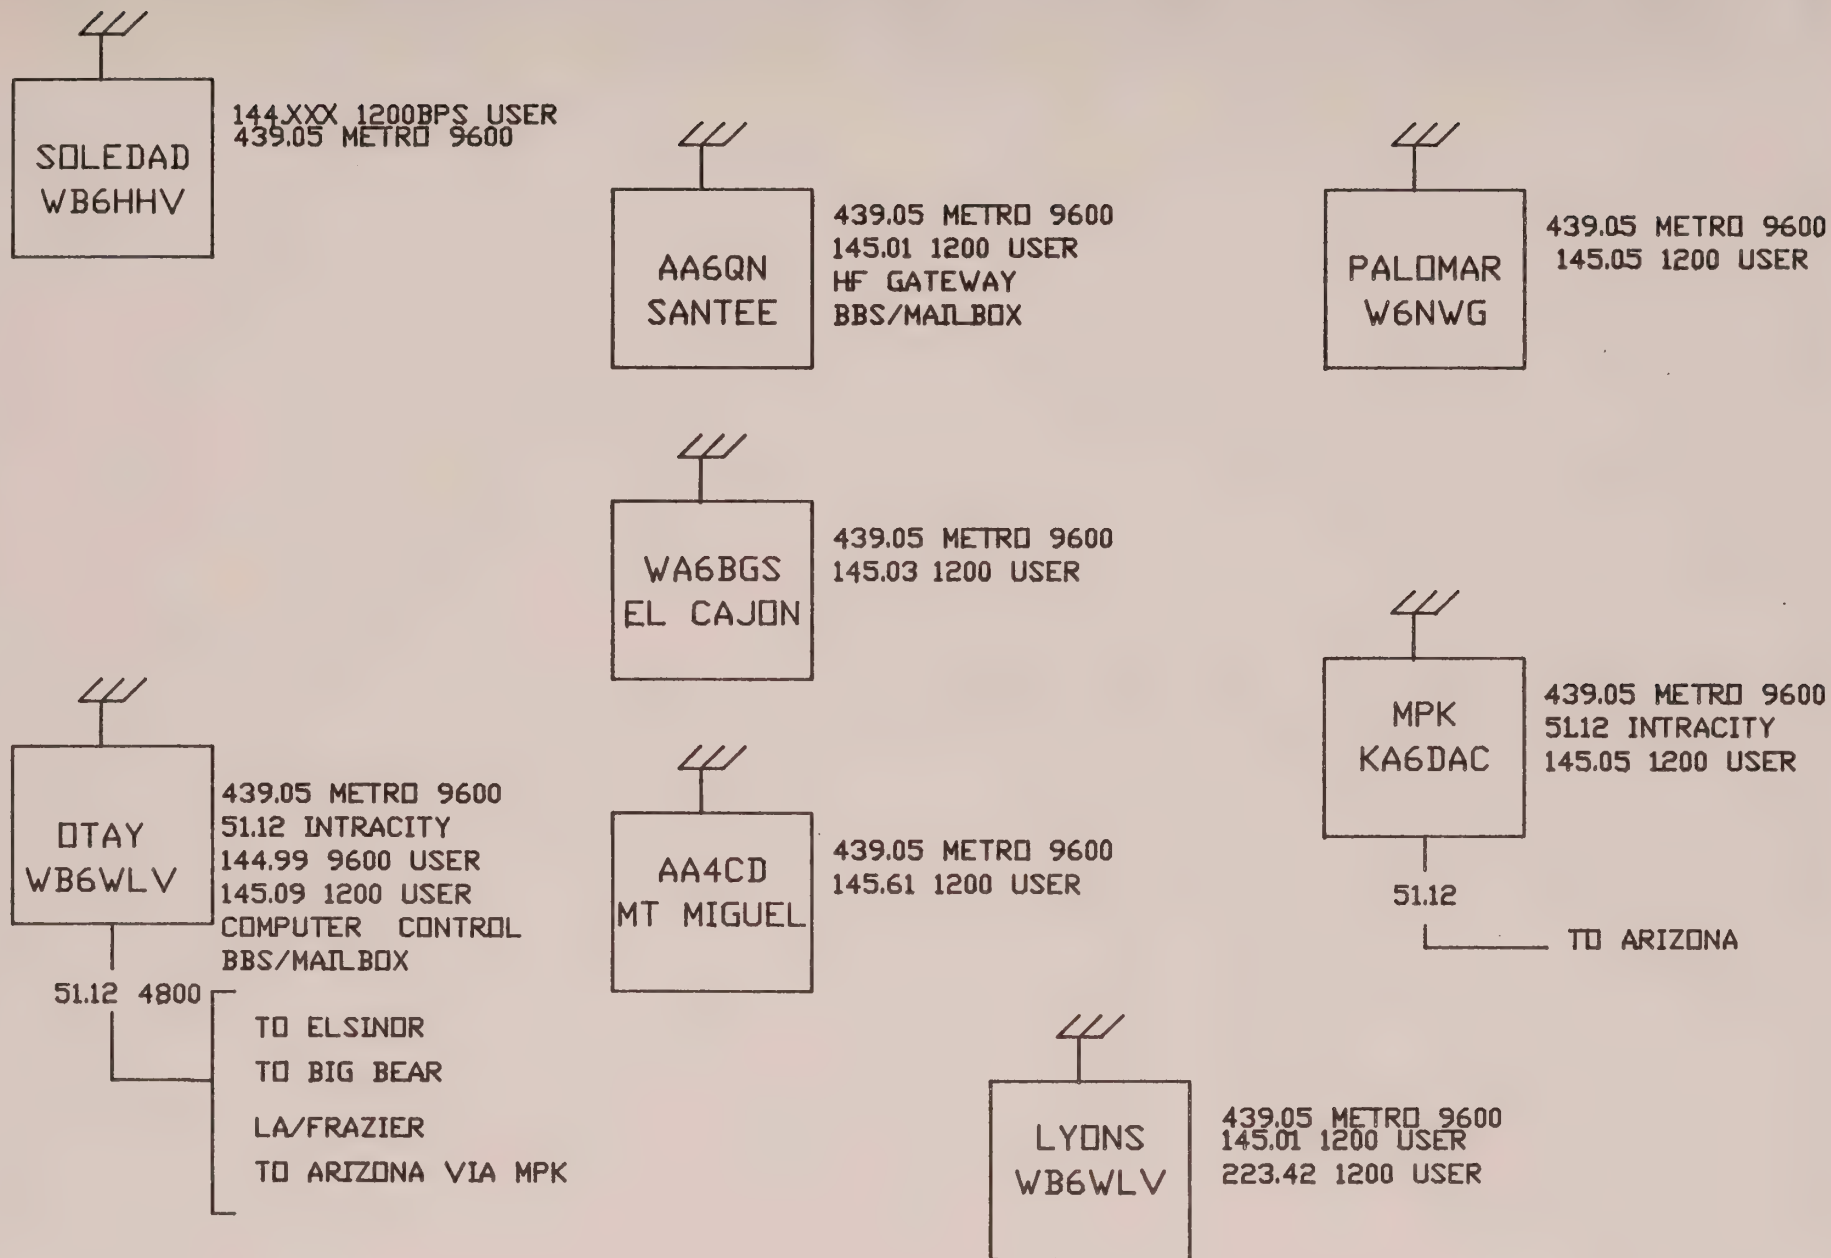 SOLEDAD
WB6HHV
144.XXX 1200BPS USER
439.05 METRO 9600
AA6QN
SANTEE
439.05 METRO 9600
145.01 1200 USER
HF GATEWAY
BBS/MAILBOX
PALOMAR
W6NWG
439.05 METRO 9600
145.05 1200 USER
WA6BGS
EL CAJON
439.05 METRO 9600
145.03 1200 USER
MPK
KA6DAC
439.05 METRO 9600
51.12 INTRACITY
145.05 1200 USER
51.12
TO ARIZONA
OTAY
WB6WLV
439.05 METRO 9600
51.12 INTRACITY
144.99 9600 USER
145.09 1200 USER
COMPUTER CONTROL
BBS/MAILBOX
51.12 4800
TO ELSINOR
TO BIG BEAR
LA/FRAZIER
TO ARIZONA VIA MPK
AA4CD
MT MIGUEL
439.05 METRO 9600
145.61 1200 USER
LYONS
WB6WLV
439.05 METRO 9600
145.01 1200 USER
223.42 1200 USER